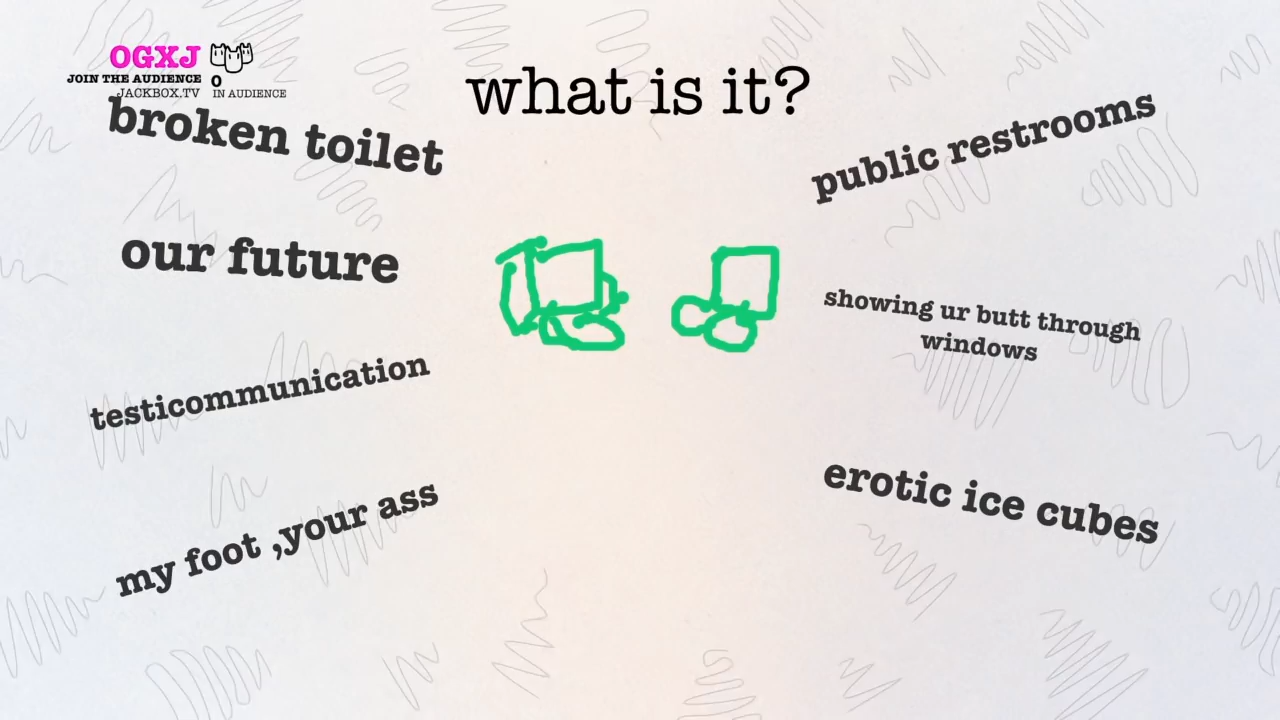 OGXJ
JOIN THE AUDIENCE
JACKBOX.TV
0
IN AUDIENCE
what is it?
broken toilet
our future
testicommunication
my foot ,your ass
public restrooms
showing ur butt through
windows
erotic ice cubes